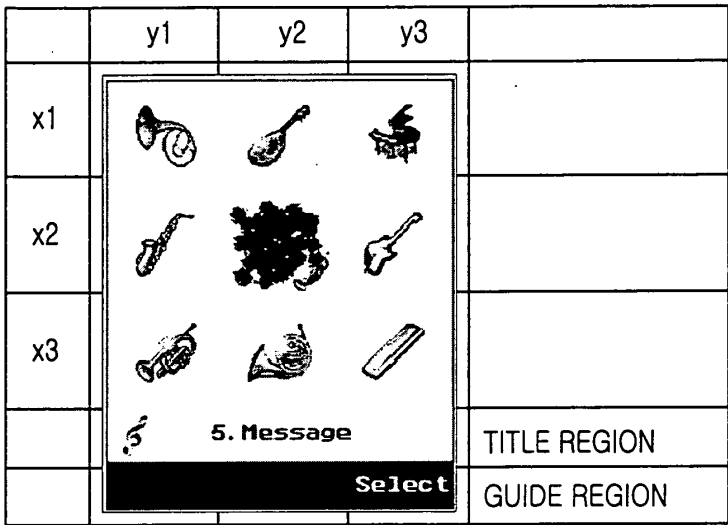 y1 y2 y3
x1
x2
x3
5. Message TITLE REGION
Select GUIDE REGION